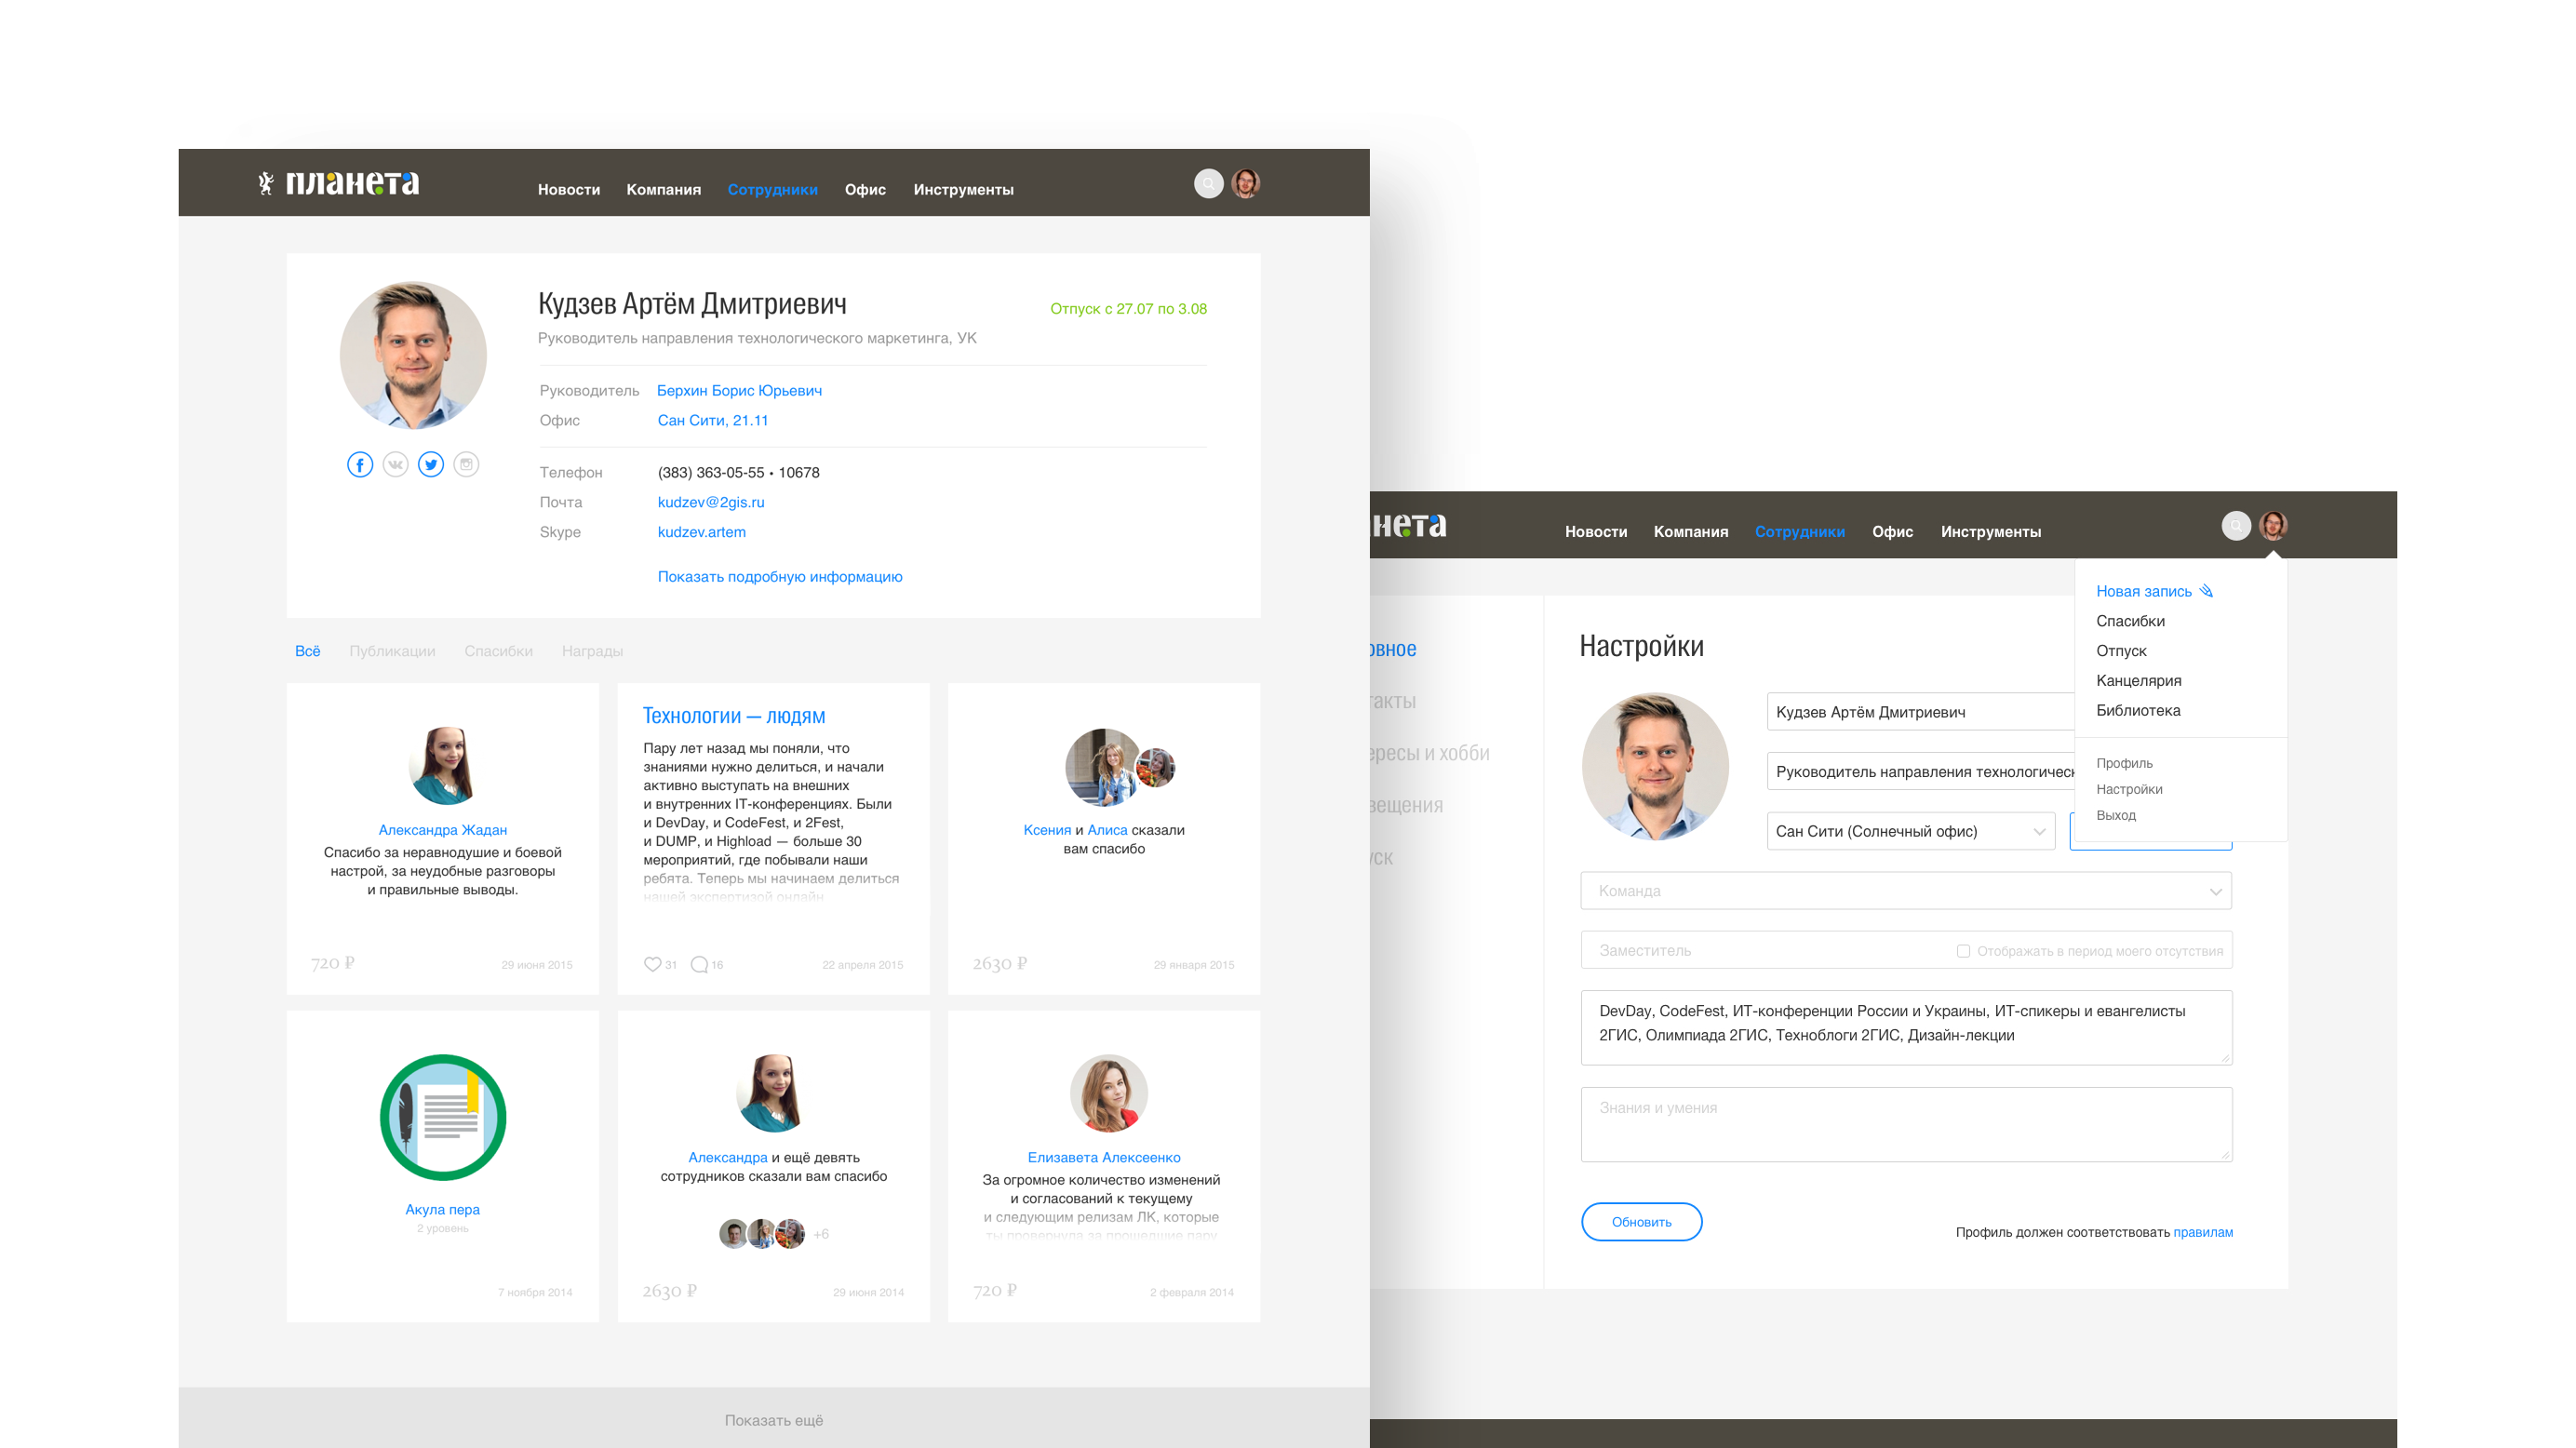 планета
Новости Компания Сотрудники Офис Инструменты
Кудзев Артём Дмитриевич
Отпуск с 27.07 по 3.08
Руководитель направления технологического маркетинга, УК
Руководитель Берхин Борис Юрьевич
Офис Сан Сити, 21.11
Телефон (383) 363-05-55 • 10678
Почта kudzev@2gis.ru
Skype kudzev.artem
Показать подробную информацию
Всё Публикации Спасибки Награды
Александра Жадан
Спасибо за неравнодушие и боевой
настрой, за неудобные разговоры
и правильные выводы.
720 ₽ 29 июня 2015
Технологии — людям
Пару лет назад мы поняли, что
знаниями нужно делиться, и начали
активно выступать на внешних
и внутренних IT-конференциях. Были
и DevDay, и CodeFest, и 2Fest,
и DUMP, и Highload — больше 30
мероприятий, где побывали наши
ребята. Теперь мы начинаем делиться
нашей экспертизой онлайн
31 16 22 апреля 2015
Ксения и Алиса сказали
вам спасибо
2630 ₽ 29 января 2015
Акула пера
2 уровень
7 ноября 2014
Александра и ещё девять
сотрудников сказали вам спасибо
+6
2630 ₽ 29 июня 2014
Елизавета Алексеенко
За огромное количество изменений
и согласований к текущему
и следующим релизам ЛК, которые
ты провернула за прошедшие пару
720 ₽ 2 февраля 2014
Показать ещё
нета
Новости Компания Сотрудники Офис Инструменты
Новая запись
Спасибки
Отпуск
Канцелярия
Библиотека
Профиль
Настройки
Выход
овное
такты
ересы и хобби
вещения
уск
Настройки
Кудзев Артём Дмитриевич
Руководитель направления технологическ
Сан Сити (Солнечный офис)
Команда
Заместитель Отображать в период моего отсутствия
DevDay, CodeFest, ИТ-конференции России и Украины, ИТ-спикеры и евангелисты
2ГИС, Олимпиада 2ГИС, Техноблоги 2ГИС, Дизайн-лекции
Знания и умения
Обновить
Профиль должен соответствовать правилам